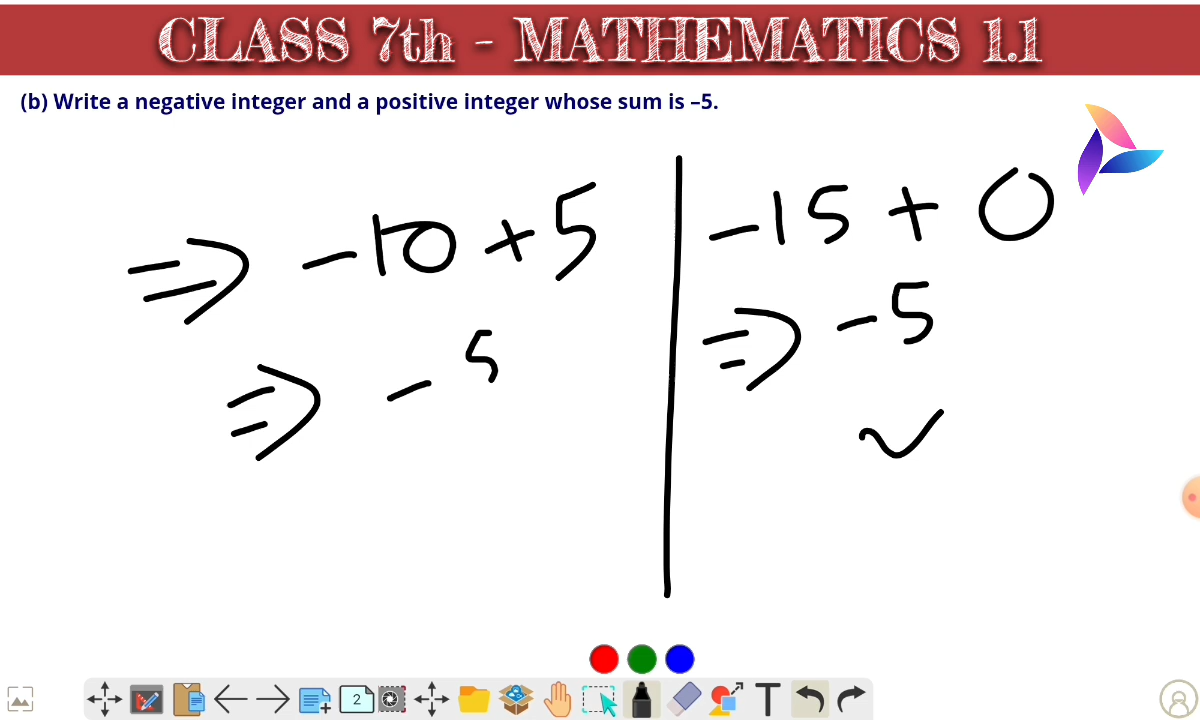 CLASS 7th - MATHEMATICS 1.1
(b) Write a negative integer and a positive integer whose sum is –5.
⇒ -10 + 5
⇒ -5
-15 + 0
⇒ -5
✓
2
T